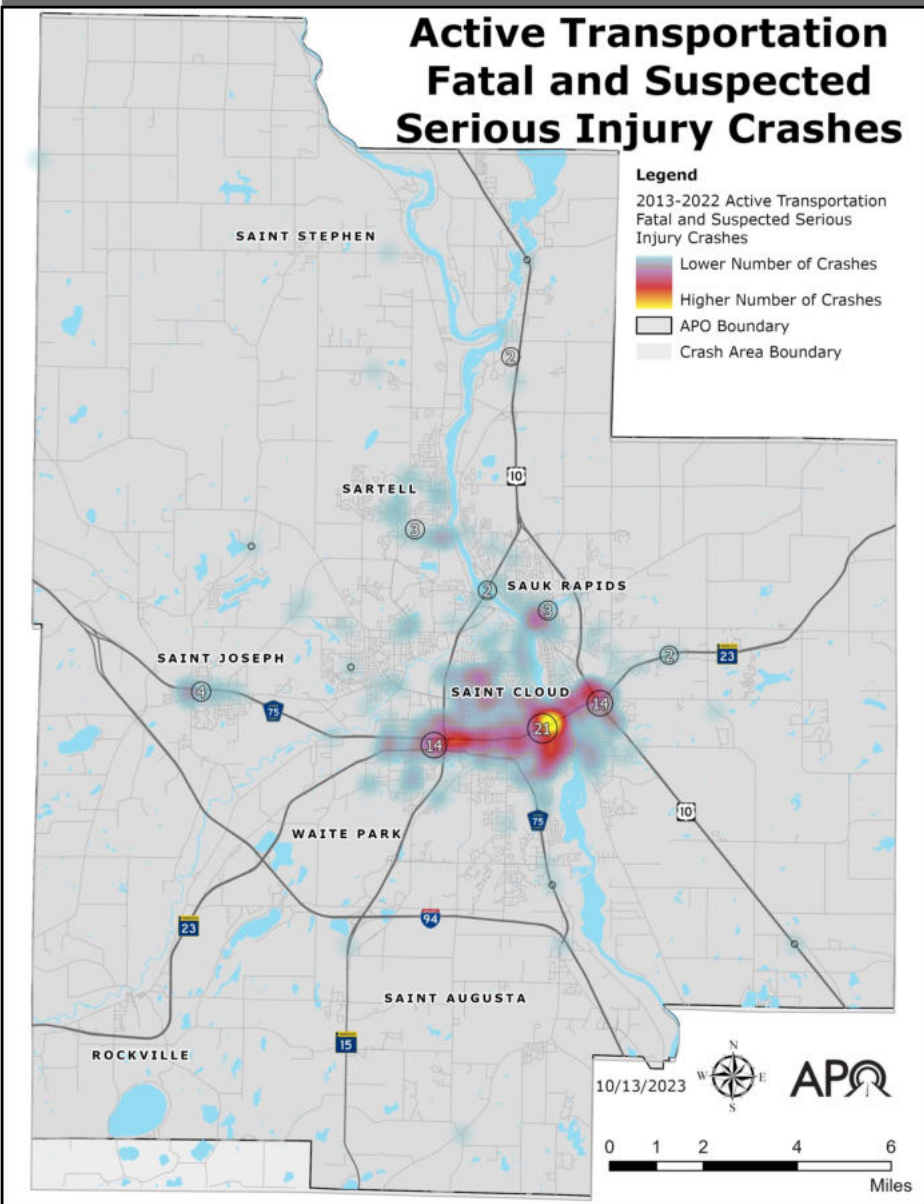 Active Transportation
Fatal and Suspected
Serious Injury Crashes
Legend
2013-2022 Active Transportation
Fatal and Suspected Serious
Injury Crashes
Lower Number of Crashes
Higher Number of Crashes
APO Boundary
Crash Area Boundary
SAINT STEPHEN
2
10
SARTELL
3
2
SAUK RAPIDS
3
SAINT JOSEPH
2
23
4
75
SAINT CLOUD
14
21
14
75
10
WAITE PARK
23
94
SAINT AUGUSTA
15
ROCKVILLE
10/13/2023
N
W E
S
APO
0 1 2 4 6
Miles